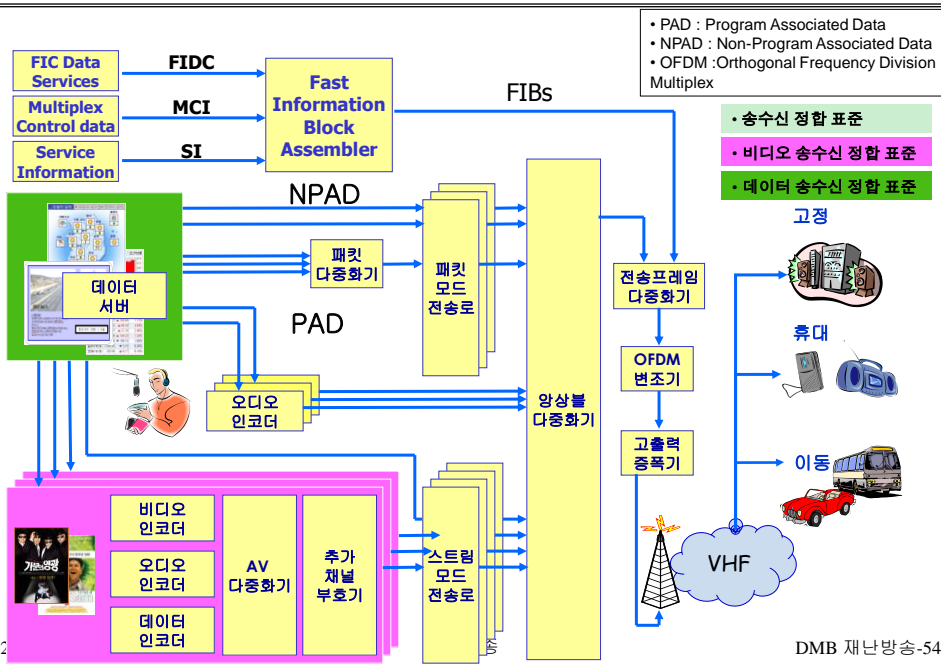 • PAD : Program Associated Data
• NPAD : Non-Program Associated Data
• OFDM :Orthogonal Frequency Division
Multiplex
FIC Data
Services
FIDC
Multiplex
Control data
MCI
Service
Information
SI
Fast
Information
Block
Assembler
FIBs
• 송수신 정합 표준
• 비디오 송수신 정합 표준
• 데이터 송수신 정합 표준
NPAD
데이터
서버
패킷
다중화기
패킷
모드
전송로
PAD
오디오
인코더
앙상블
다중화기
전송프레임
다중화기
OFDM
변조기
고출력
증폭기
고정
휴대
이동
VHF
비디오
인코더
오디오
인코더
데이터
인코더
AV
다중화기
추가
채널
부호기
스트림
모드
전송로
DMB 재난방송-54